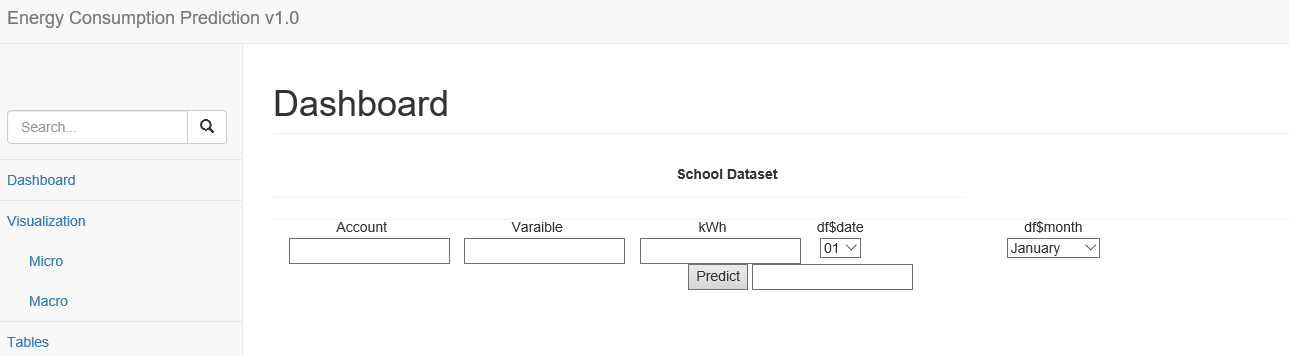 Energy Consumption Prediction v1.0
Dashboard
Search...
School Dataset
Dashboard
Account Varaible kWh df$date df$month
Visualization
01 January
Micro
Predict
Macro
Tables